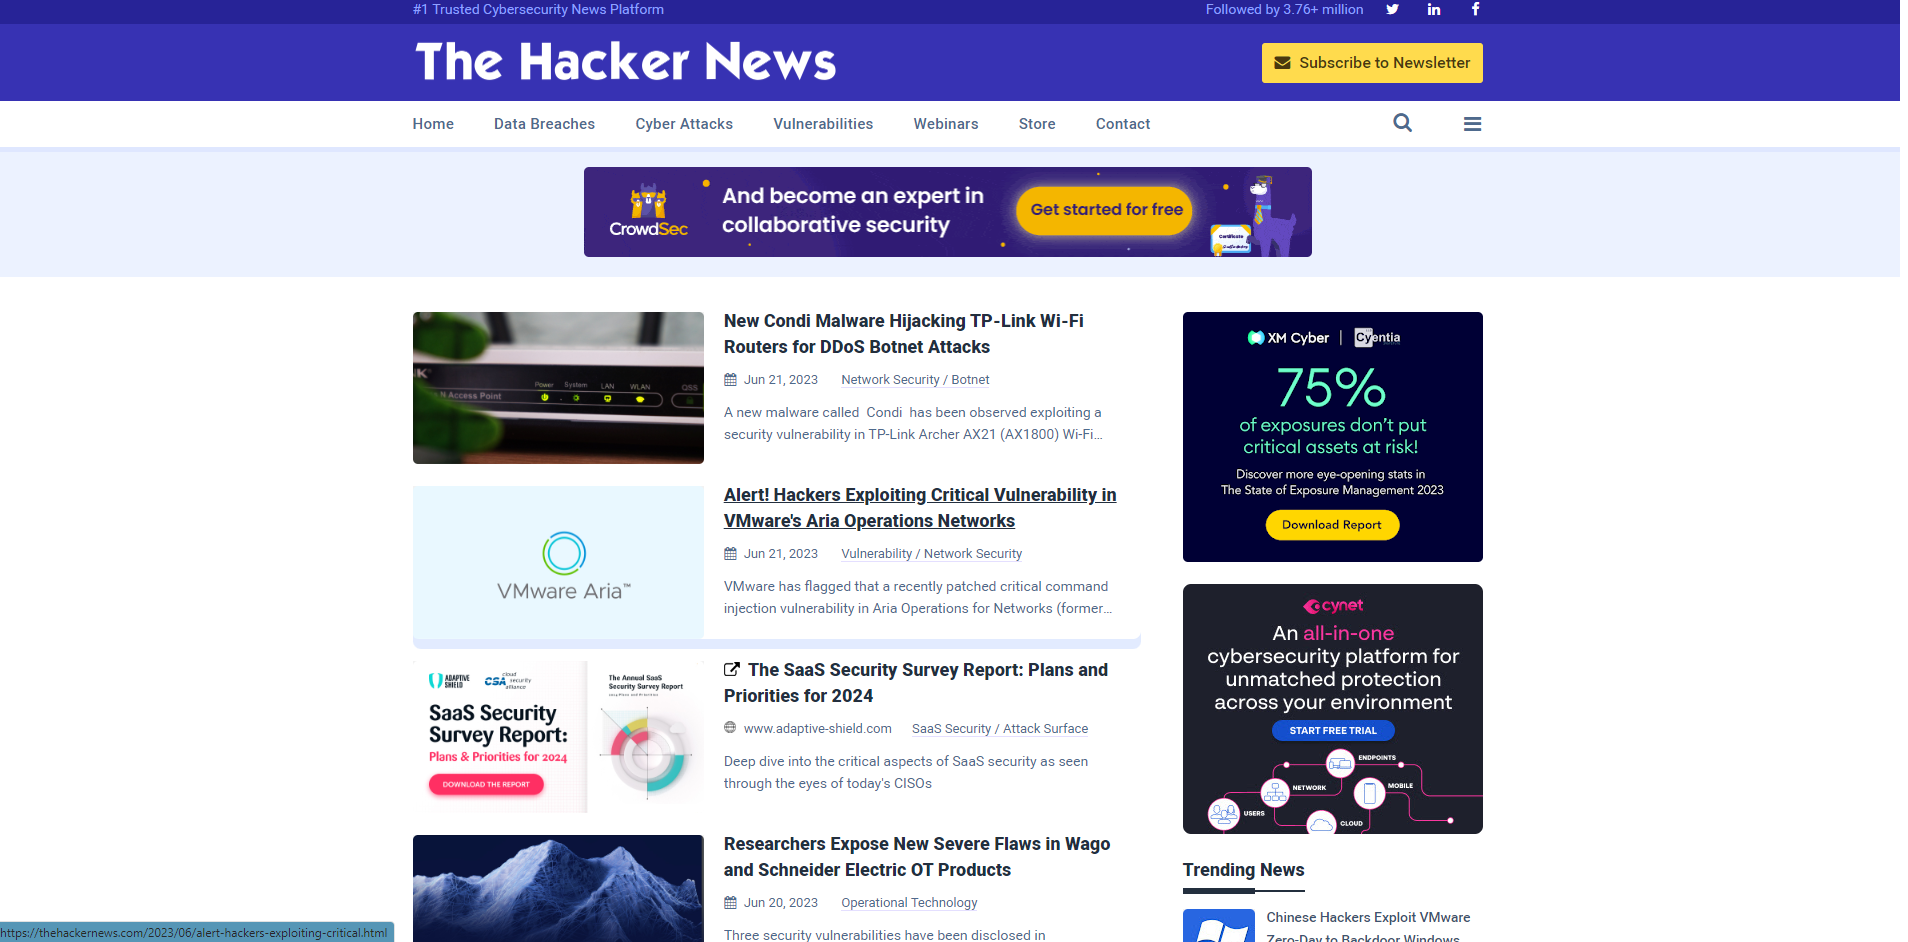 #1 Trusted Cybersecurity News Platform
Followed by 3.76+ million
The Hacker News
Subscribe to Newsletter
Home
Data Breaches
Cyber Attacks
Vulnerabilities
Webinars
Store
Contact
CrowdSec
And become an expert in
collaborative security
Get started for free
Certificate
New Condi Malware Hijacking TP-Link Wi-Fi
Routers for DDoS Botnet Attacks
Jun 21, 2023
Network Security / Botnet
A new malware called Condi has been observed exploiting a
security vulnerability in TP-Link Archer AX21 (AX1800) Wi-Fi...
Power System LAN WLAN QSS
N Access Point
Alert! Hackers Exploiting Critical Vulnerability in
VMware's Aria Operations Networks
Jun 21, 2023
Vulnerability / Network Security
VMware has flagged that a recently patched critical command
injection vulnerability in Aria Operations for Networks (former...
VMware Aria™
The SaaS Security Survey Report: Plans and
Priorities for 2024
www.adaptive-shield.com
SaaS Security / Attack Surface
Deep dive into the critical aspects of SaaS security as seen
through the eyes of today's CISOs
ADAPTIVE
SHIELD
CSA cloud
security
alliance
SaaS Security
Survey Report:
Plans & Priorities for 2024
DOWNLOAD THE REPORT
The Annual SaaS
Security Survey Report
2024 Plans and Priorities
Researchers Expose New Severe Flaws in Wago
and Schneider Electric OT Products
Jun 20, 2023
Operational Technology
Three security vulnerabilities have been disclosed in
XM Cyber | Cyentia
75%
of exposures don't put
critical assets at risk!
Discover more eye-opening stats in
The State of Exposure Management 2023
Download Report
cynet
An all-in-one
cybersecurity platform for
unmatched protection
across your environment
START FREE TRIAL
ENDPOINTS
NETWORK
MOBILE
USERS
CLOUD
Trending News
Chinese Hackers Exploit VMware
Zero-Day to Backdoor Windows
https://thehackernews.com/2023/06/alert-hackers-exploiting-critical.html